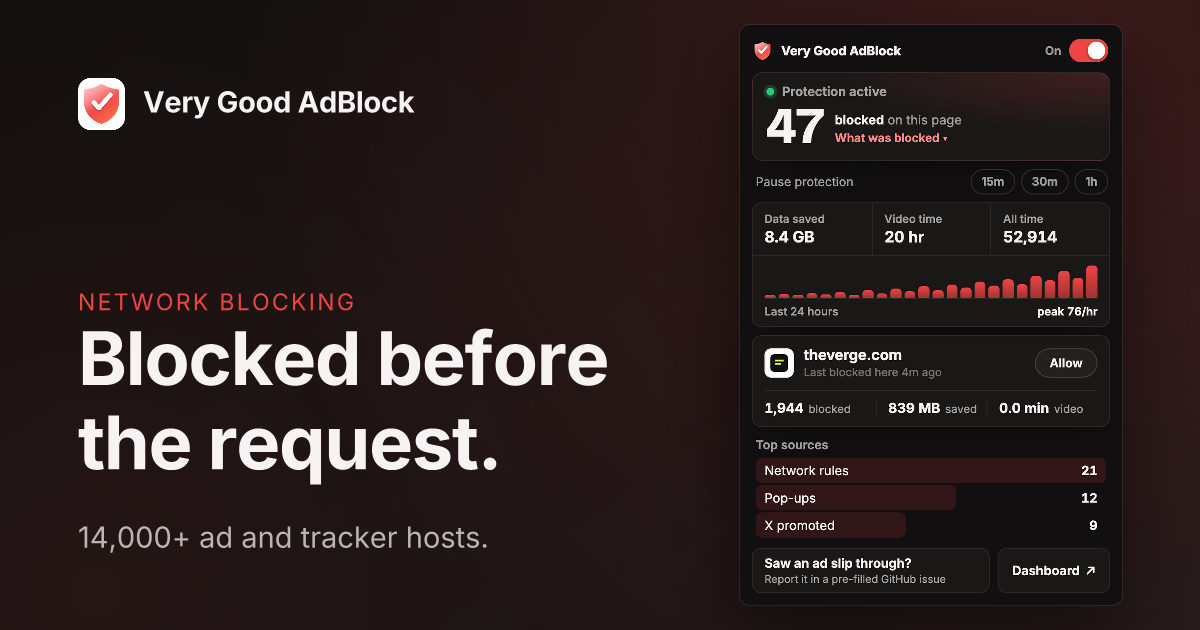 Very Good AdBlock
NETWORK BLOCKING
Blocked before
the request.
14,000+ ad and tracker hosts.
Very Good AdBlock
On
Protection active
47
blocked on this page
What was blocked ▾
Pause protection
15m
30m
1h
Data saved
8.4 GB
Video time
20 hr
All time
52,914
Last 24 hours
peak 76/hr
theverge.com
Last blocked here 4m ago
Allow
1,944 blocked
839 MB saved
0.0 min video
Top sources
Network rules 21
Pop-ups 12
X promoted 9
Saw an ad slip through?
Report it in a pre-filled GitHub issue
Dashboard ↗